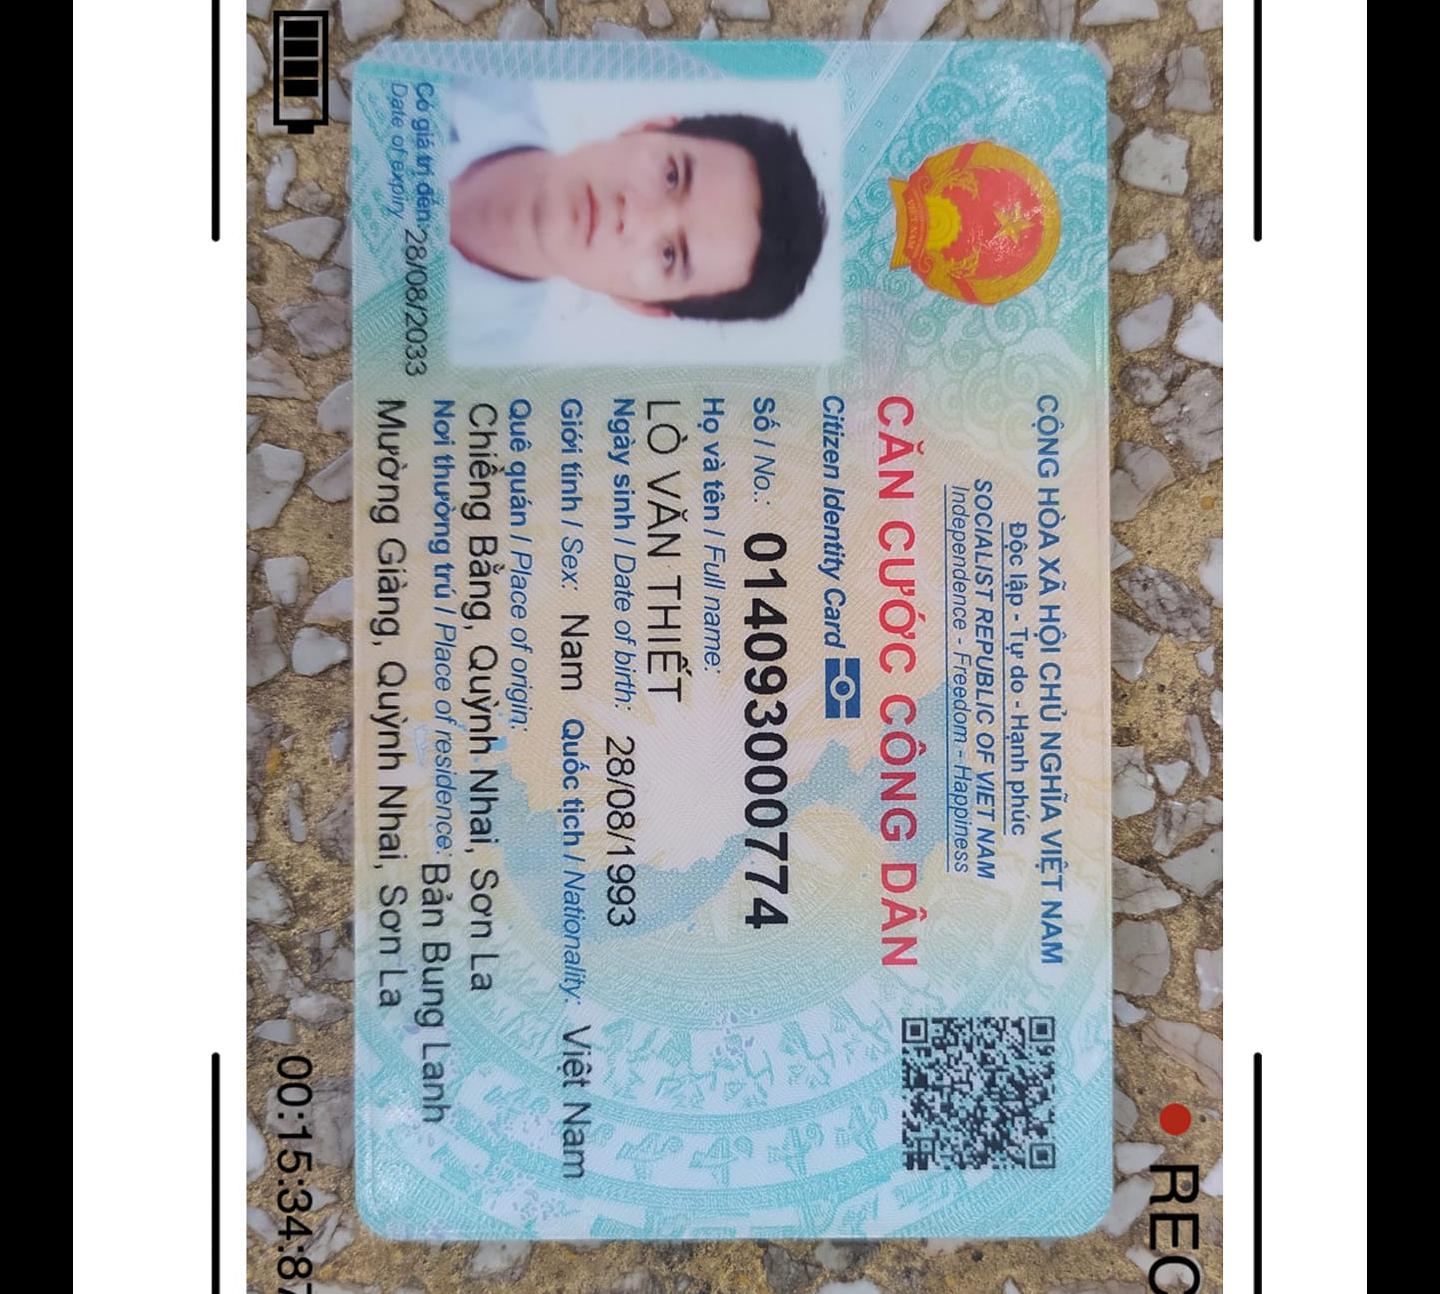 CỘNG HÒA XÃ HỘI CHỦ NGHĨA VIỆT NAM
Độc lập - Tự do - Hạnh phúc
SOCIALIST REPUBLIC OF VIET NAM
Independence - Freedom - Happiness
CĂN CƯỚC CÔNG DÂN
Citizen Identity Card
Số / No.: 014093000774
Họ và tên / Full name:
LÒ VĂN THIẾT
Ngày sinh / Date of birth: 28/08/1993
Giới tính / Sex: Nam Quốc tịch / Nationality: Việt Nam
Quê quán / Place of origin:
Chiềng Bằng, Quỳnh Nhai, Sơn La
Nơi thường trú / Place of residence: Bản Bung Lanh
Mường Giàng, Quỳnh Nhai, Sơn La
Có giá trị đến: 28/08/2033
Date of expiry
VIỆT NAM
REC
00:15:34:87